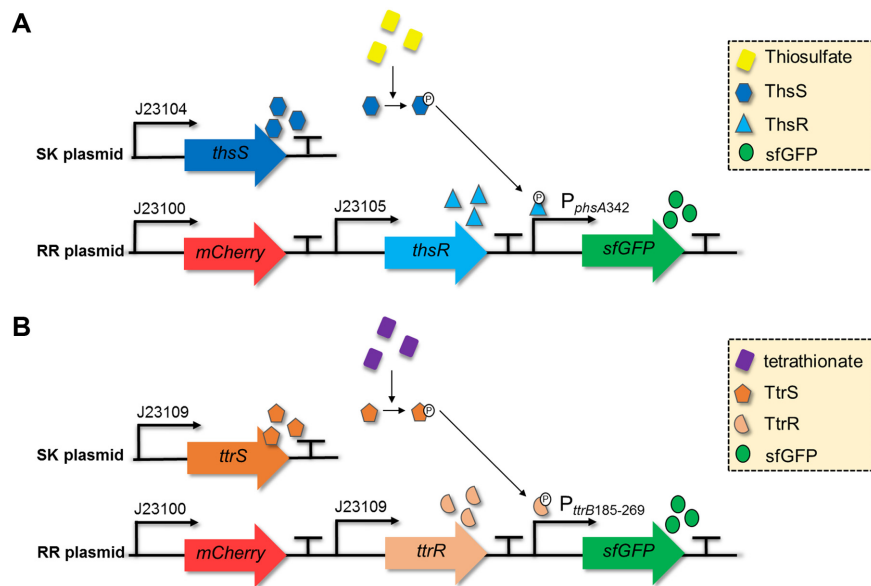 A
Thiosulfate
ThsS
ThsR
sfGFP
J23104
P
SK plasmid
thsS
J23100
J23105
P
PphsA342
RR plasmid
mCherry
thsR
sfGFP
B
tetrathionate
TtrS
TtrR
sfGFP
J23109
P
SK plasmid
ttrS
J23100
J23109
P
PttrB185-269
RR plasmid
mCherry
ttrR
sfGFP